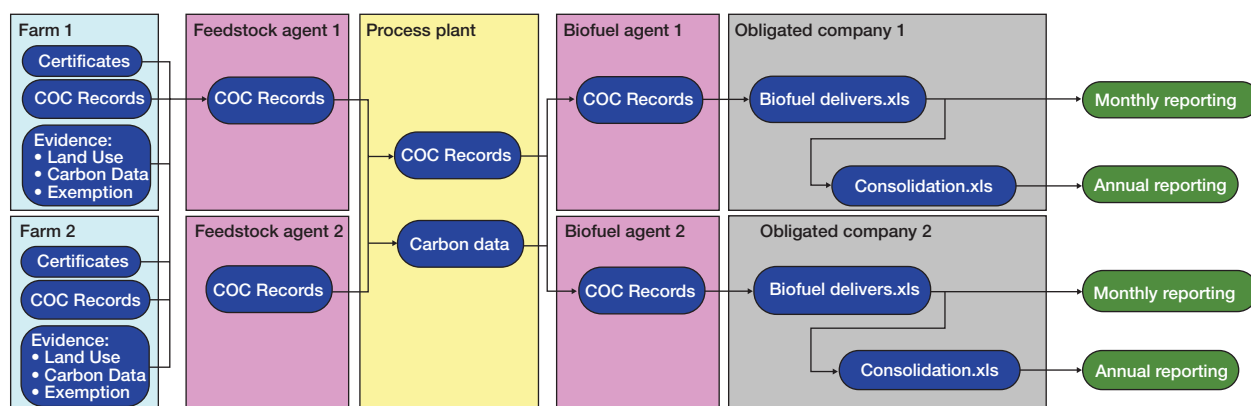 Farm 1
Certificates
COC Records
Evidence:
• Land Use
• Carbon Data
• Exemption
Feedstock agent 1
COC Records
Process plant
COC Records
Carbon data
Biofuel agent 1
COC Records
Obligated company 1
Biofuel delivers.xls
Consolidation.xls
Monthly reporting
Annual reporting
Farm 2
Certificates
COC Records
Evidence:
• Land Use
• Carbon Data
• Exemption
Feedstock agent 2
COC Records
Biofuel agent 2
COC Records
Obligated company 2
Biofuel delivers.xls
Consolidation.xls
Monthly reporting
Annual reporting